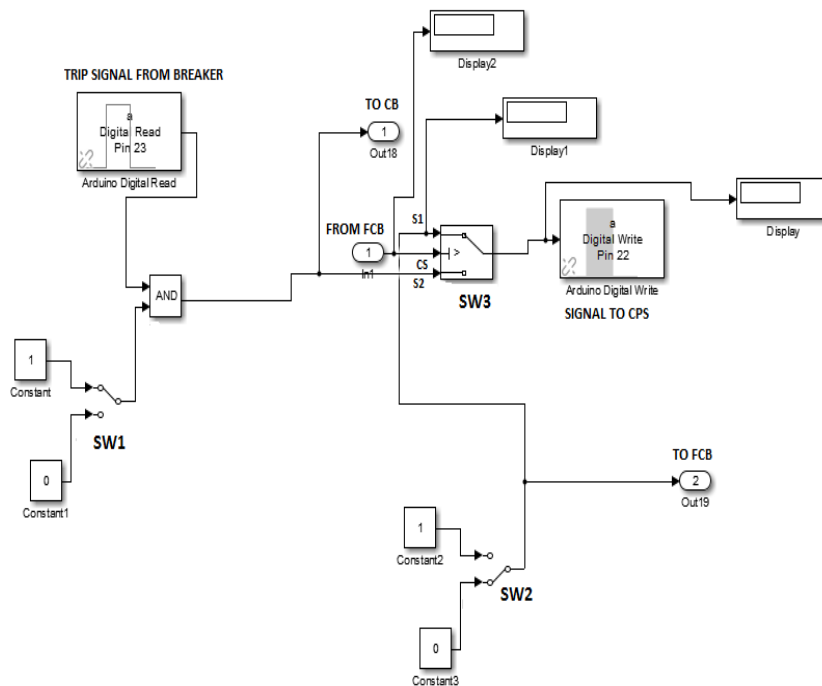 Display2
TRIP SIGNAL FROM BREAKER
a
Digital Read
Pin 23
Arduino Digital Read
TO CB
1
Out18
Display1
FROM FCB
1
In1
S1
>
CS
S2
SW3
a
Digital Write
Pin 22
Arduino Digital Write
SIGNAL TO CPS
Display
AND
1
Constant
SW1
0
Constant1
TO FCB
2
Out19
1
Constant2
SW2
0
Constant3